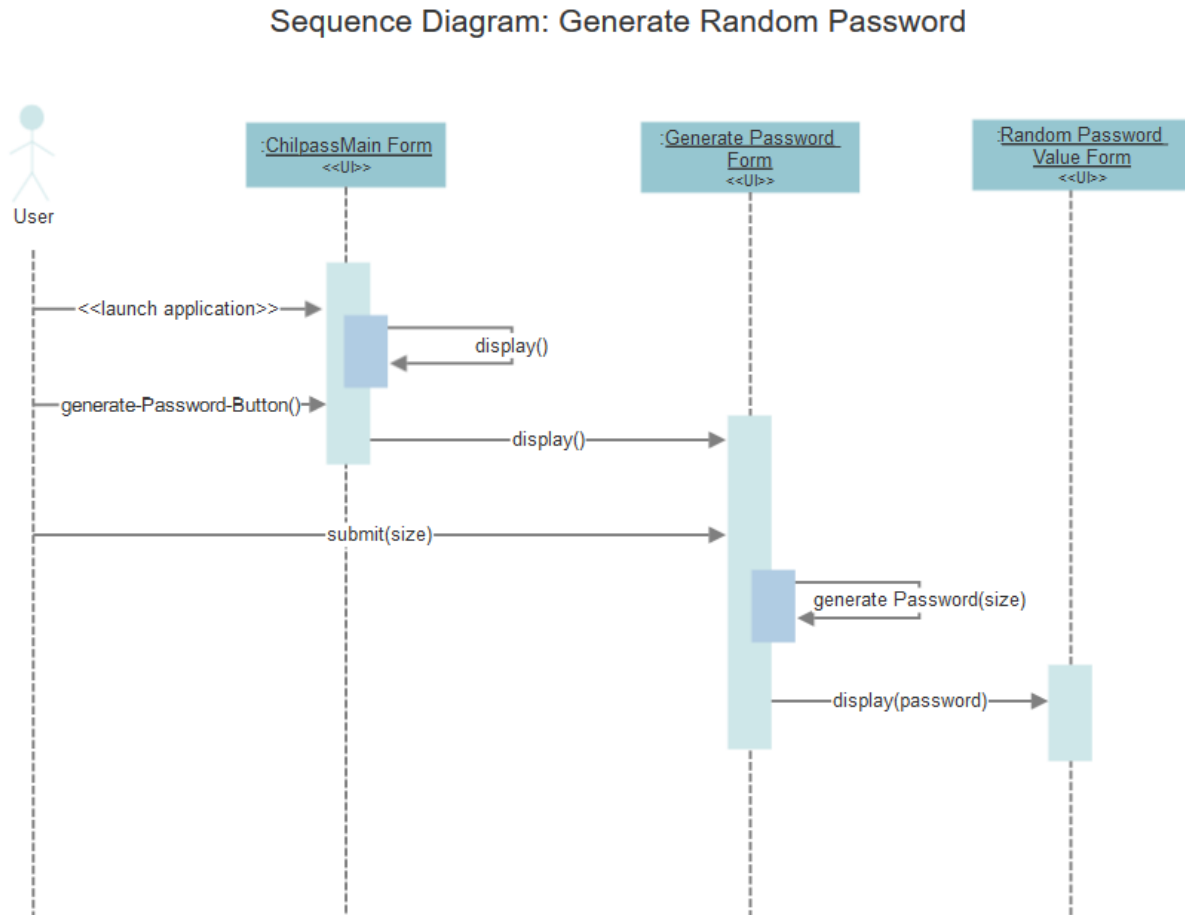 Sequence Diagram: Generate Random Password
:ChilpassMain Form
<<UI>>
:Generate Password
Form
<<UI>>
:Random Password
Value Form
<<UI>>
User
<<launch application>>
display()
generate-Password-Button()
display()
submit(size)
generate Password(size)
display(password)